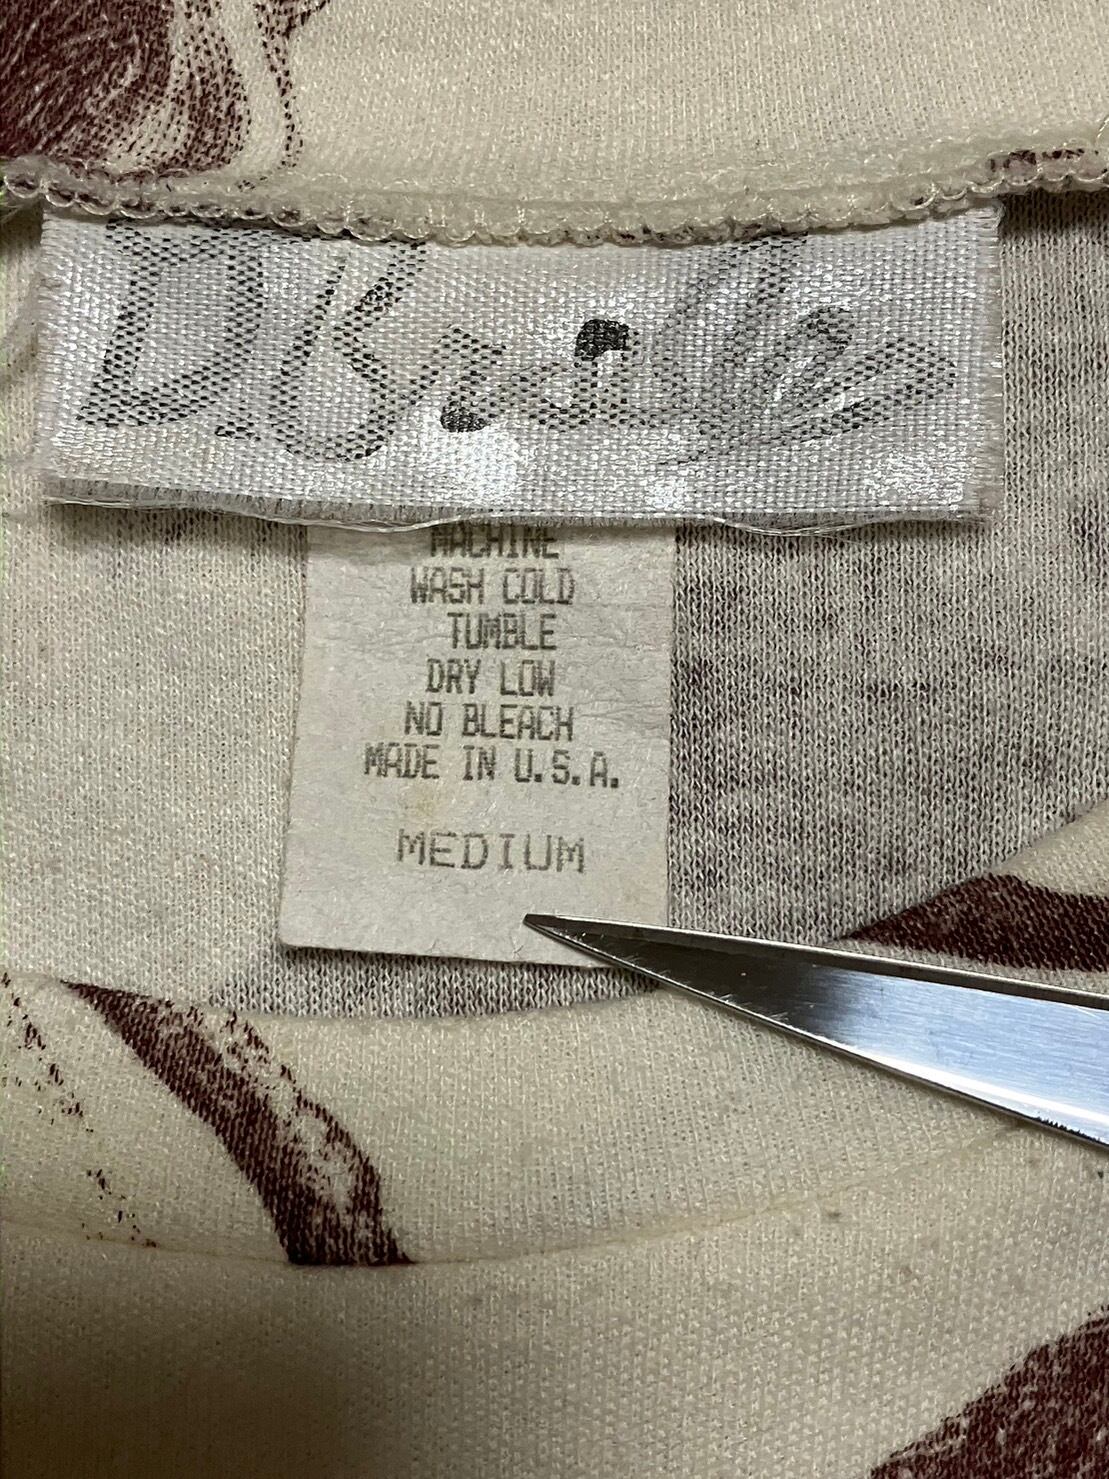 MACHINE
WASH COLD
TUMBLE
DRY LOW
NO BLEACH
MADE IN U.S.A.
MEDIUM